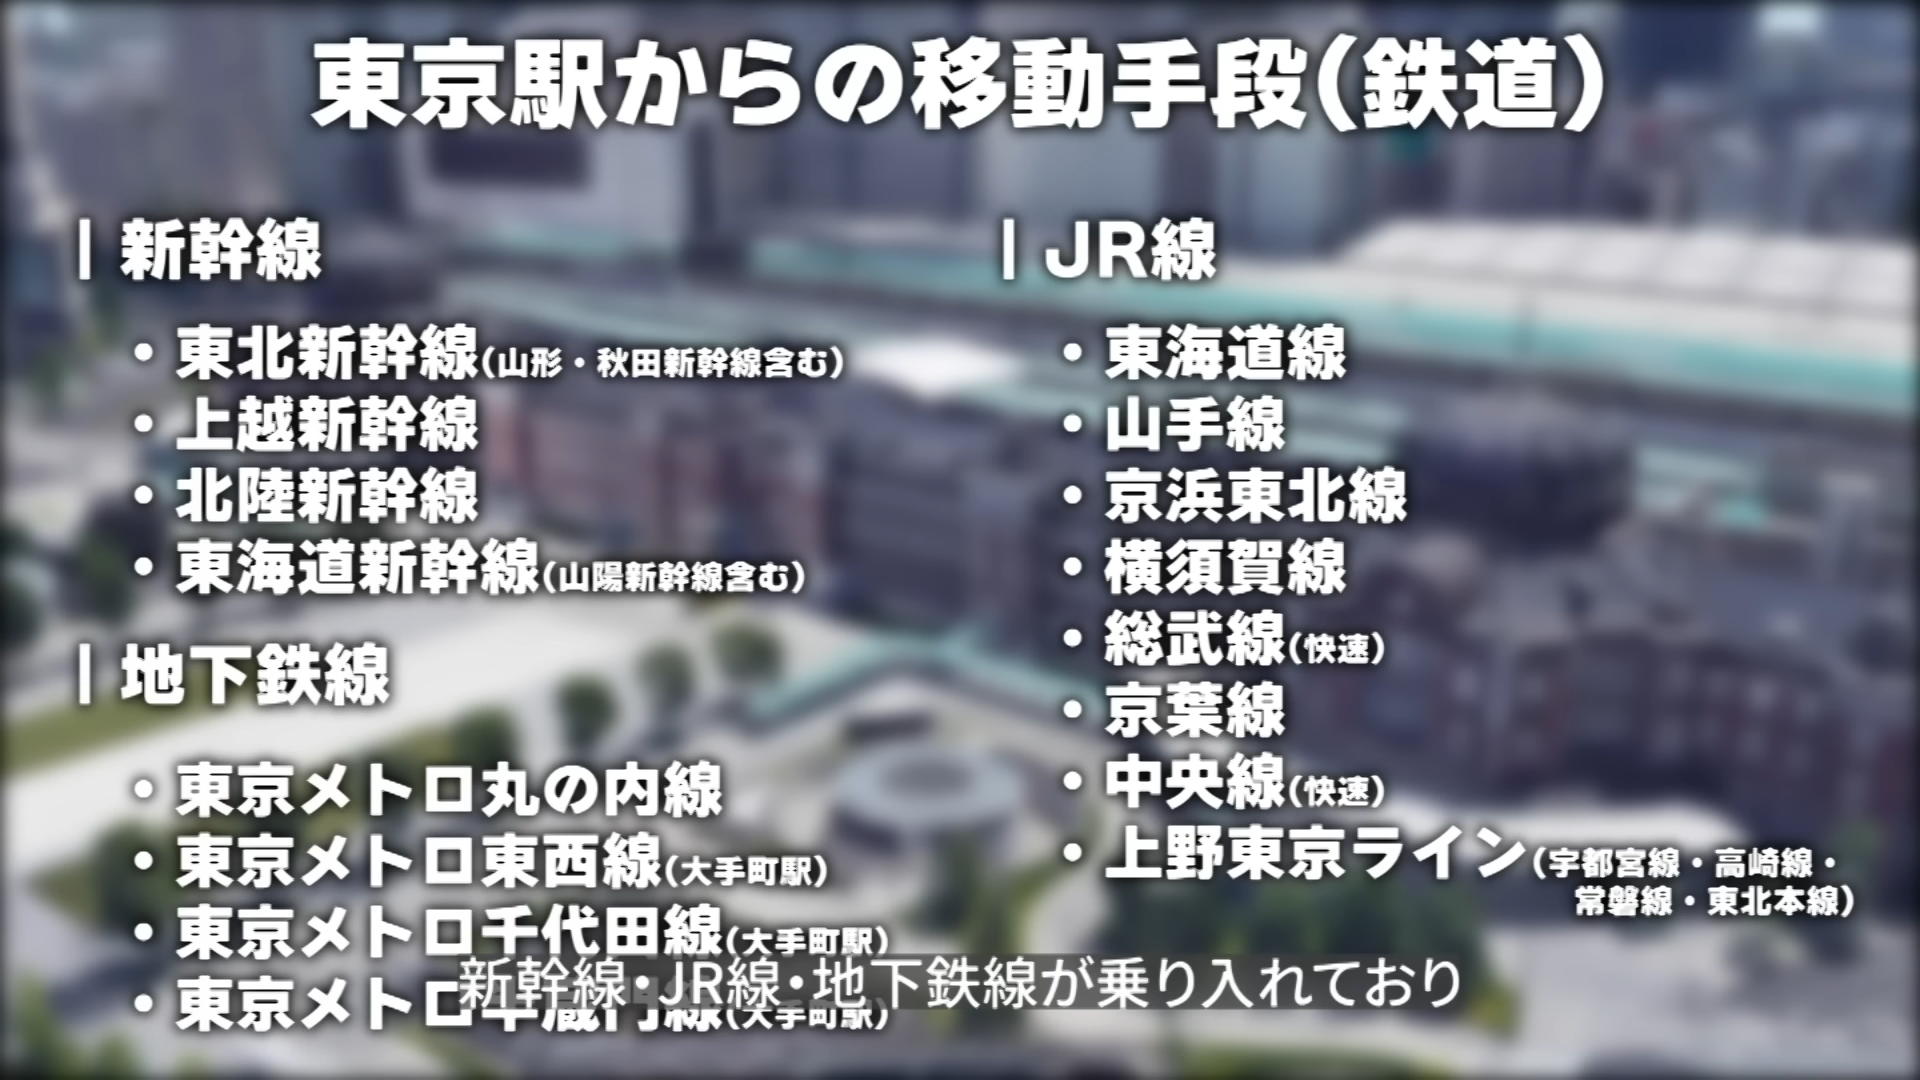 東京駅からの移動手段(鉄道)
| 新幹線
・東北新幹線(山形・秋田新幹線含む)
・上越新幹線
・北陸新幹線
・東海道新幹線(山陽新幹線含む)
| 地下鉄線
・東京メトロ丸の内線
・東京メトロ東西線(大手町駅)
・東京メトロ千代田線(大手町駅)
・東京メトロ半蔵門線(大手町駅)
| JR線
・東海道線
・山手線
・京浜東北線
・横須賀線
・総武線(快速)
・京葉線
・中央線(快速)
・上野東京ライン(宇都宮線・高崎線・
常磐線・東北本線)
新幹線・JR線・地下鉄線が乗り入れており